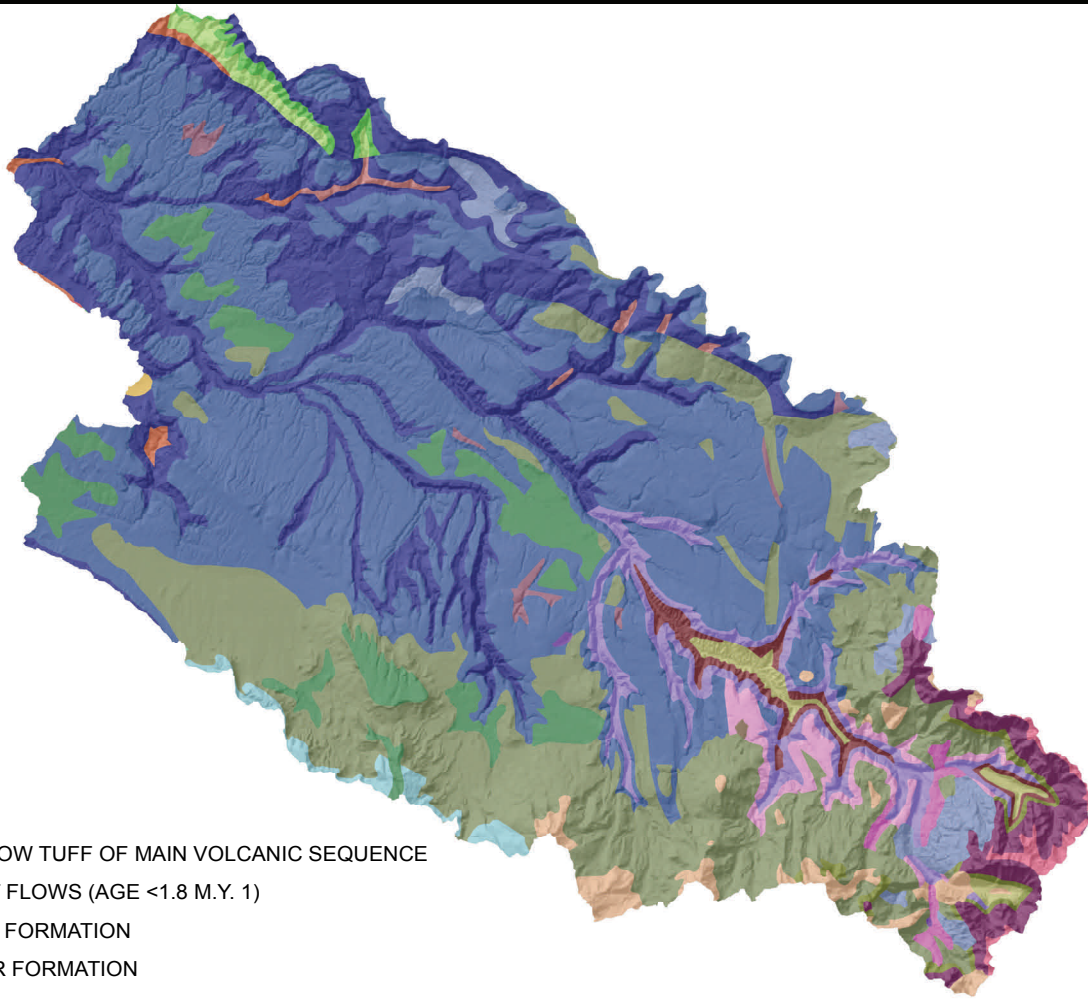 OW TUFF OF MAIN VOLCANIC SEQUENCE
FLOWS (AGE <1.8 M.Y. 1)
FORMATION
R FORMATION